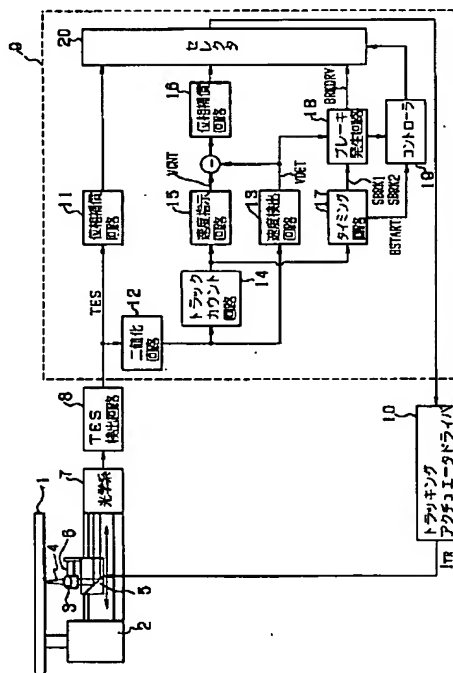 9
20
セレクタ
16
位相補償
回路
BRKDRV
18
ブレーキ
発生回路
コントローラ
19
VCNT
VDET
11
位相補償
回路
15
速度指示
回路
13
速度検出
回路
17
タイミング
回路
SBRK1
SBRK2
BSTART
TES
12
二値化
回路
トラック
カウント
回路
14
8
TES
検出回路
7
光学系
1
4
6
3
5
2
10
トラッキング
アクチュエータドライバ
ITR